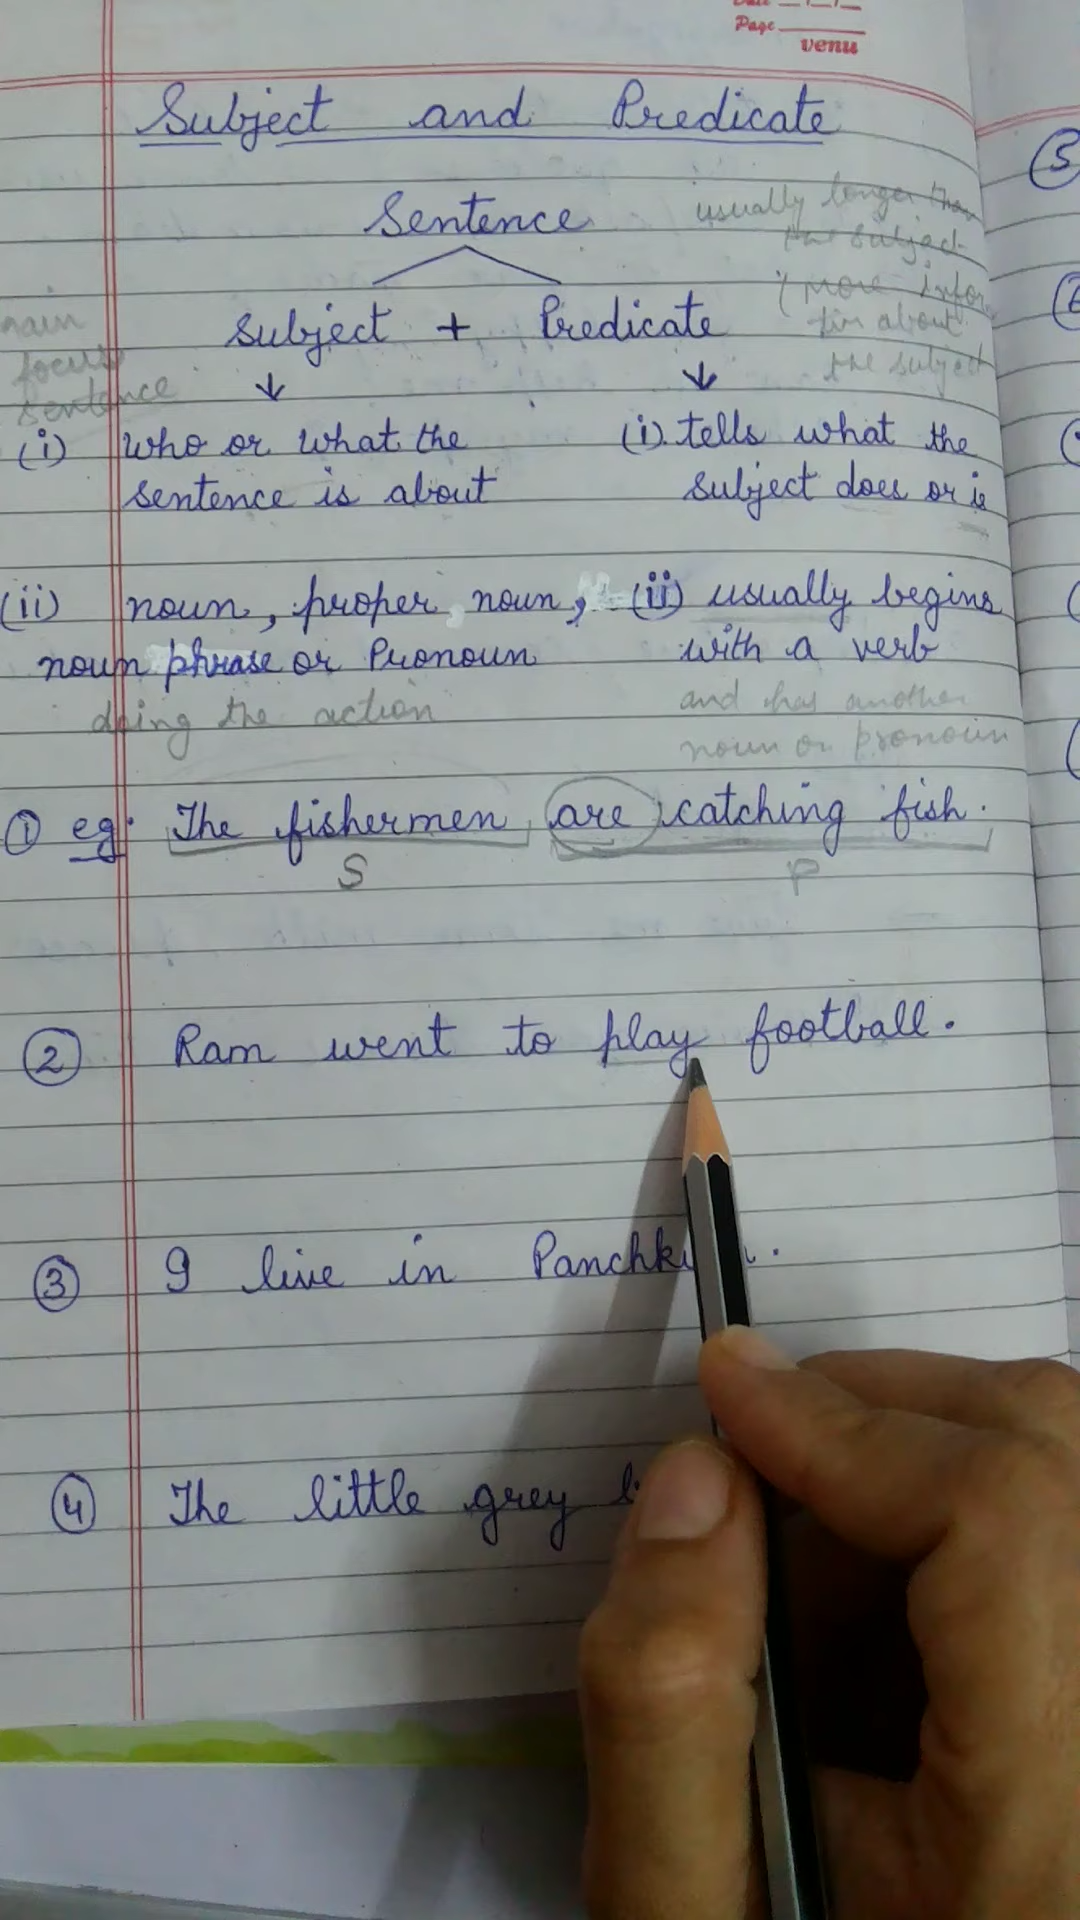 Page
venu
Subject and Predicate
Sentence
usually longer than
the subject
(more infor
tion about
the subject
Subject + Predicate
main
focus
sentence
(i) who or what the
sentence is about
(i) tells what the
subject does or is
(ii) noun, proper noun,
noun phrase or Pronoun
doing the action
(ii) usually begins
with a verb
and has another
noun or pronoun
① eg. The fishermen are catching fish.
S
P
② Ram went to play football.
③ I live in
④ The little grey
5